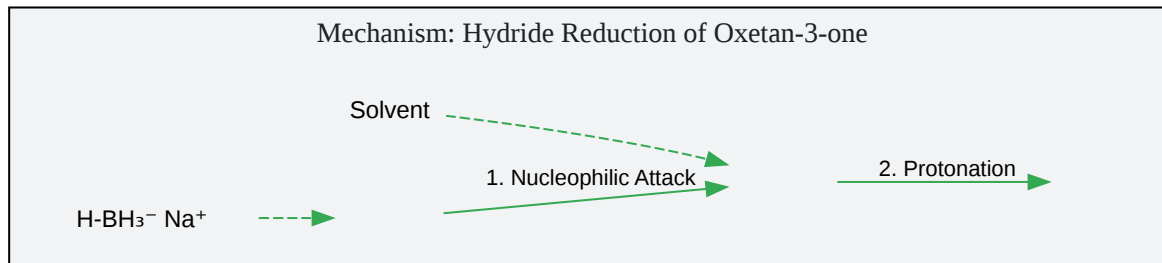 Mechanism: Hydride Reduction of Oxetan-3-one
Solvent
1. Nucleophilic Attack
2. Protonation
H-BH₃⁻ Na⁺